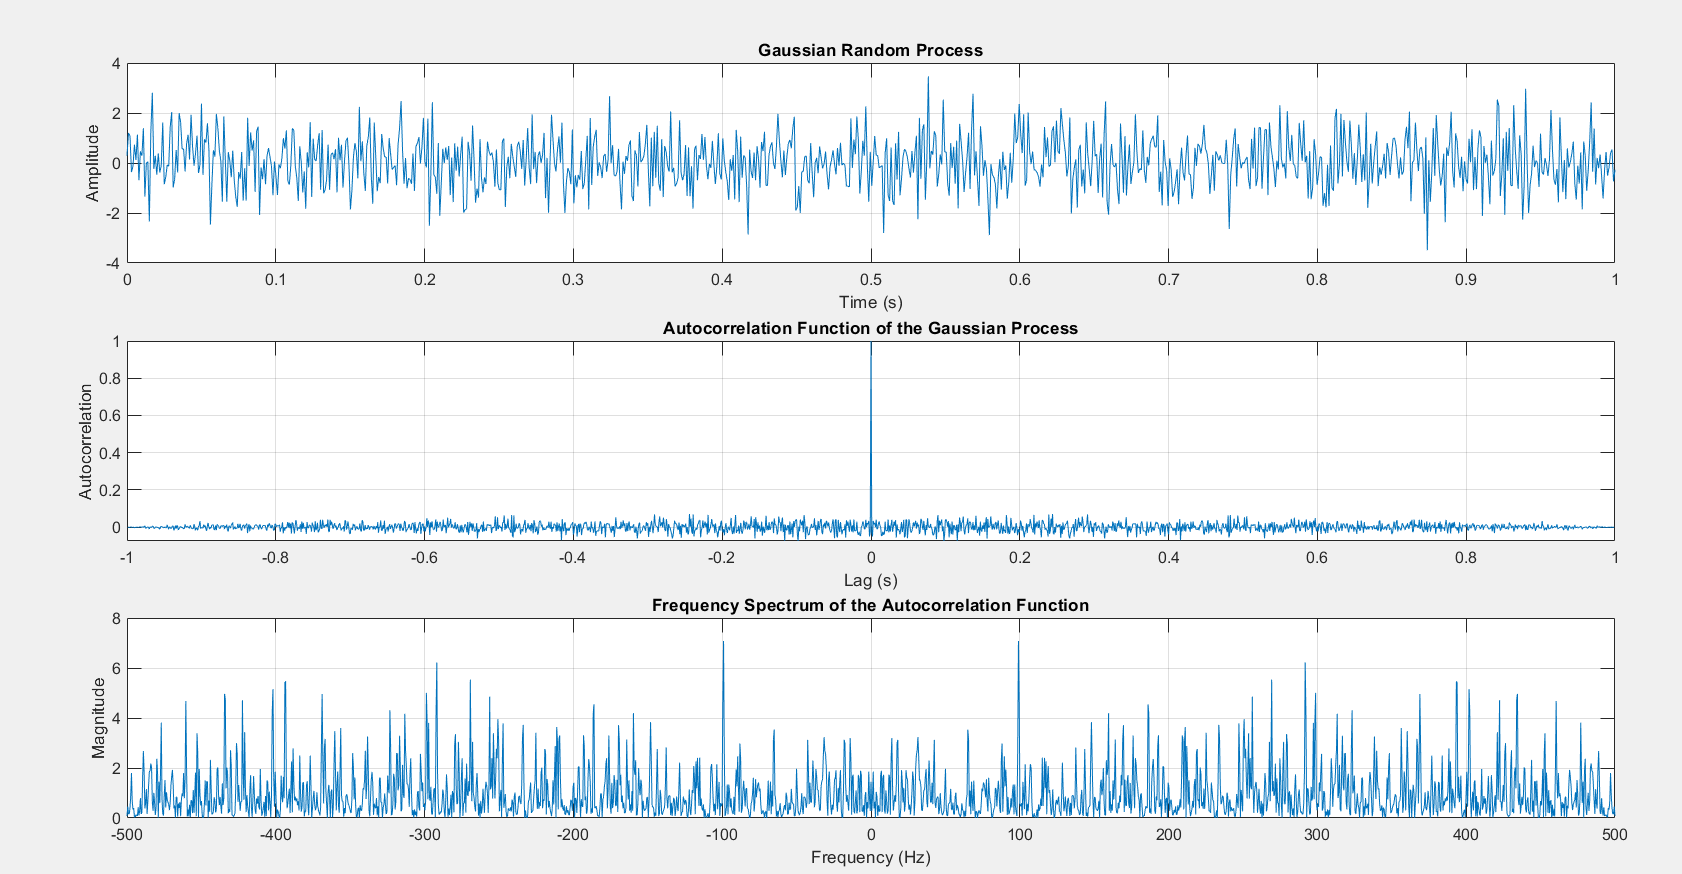 Gaussian Random Process
4
2
0
-2
-4
Amplitude
0 0.1 0.2 0.3 0.4 0.5 0.6 0.7 0.8 0.9 1
Time (s)
Autocorrelation Function of the Gaussian Process
1
0.8
0.6
0.4
0.2
0
Autocorrelation
-1 -0.8 -0.6 -0.4 -0.2 0 0.2 0.4 0.6 0.8 1
Lag (s)
Frequency Spectrum of the Autocorrelation Function
8
6
4
2
0
Magnitude
-500 -400 -300 -200 -100 0 100 200 300 400 500
Frequency (Hz)